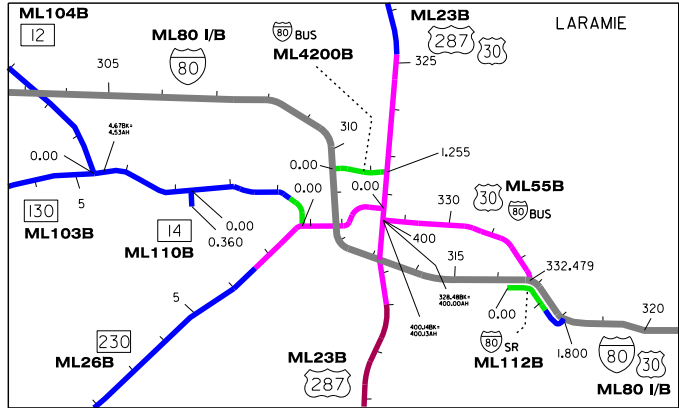 ML104B
12
ML80 I/B
80
305
80 BUS
ML4200B
ML23B
287
30
325
LARAMIE
310
4.67BK=
4.53AH
0.00
5
130
ML103B
14
ML110B
0.00
0.360
0.00
0.00
0.00
1.255
30
ML55B
80 BUS
330
400
315
328.48BK=
400.00AH
332.479
400.14BK=
400.13AH
0.00
320
5
230
ML26B
ML23B
287
80 SR
ML112B
1.800
80
30
ML80 I/B